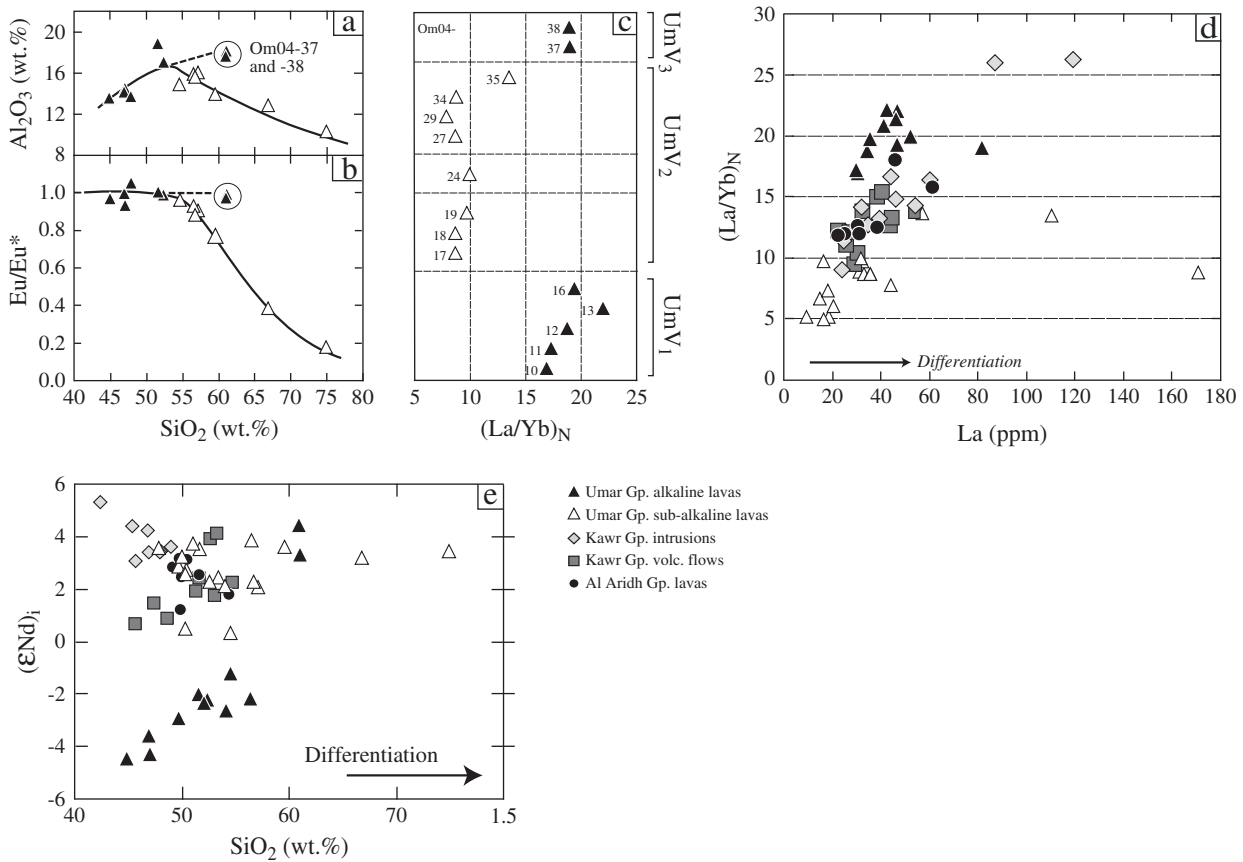 a
Al2O3 (wt.%)
20
16
12
8
Om04-37
and -38
b
Eu/Eu*
1.0
0.8
0.6
0.4
0.2
0.0
40 45 50 55 60 65 70 75 80
SiO2 (wt.%)
c
Om04-
38
37
35
34
29
27
24
19
18
17
16
13
12
11
10
UmV3
UmV2
UmV1
5 10 15 20 25
(La/Yb)N
d
(La/Yb)N
30
25
20
15
10
5
0
Differentiation
0 20 40 60 80 100 120 140 160 180
La (ppm)
e
(εNd)i
6
4
2
0
-2
-4
-6
Differentiation
40 50 60 70 1.5
SiO2 (wt.%)
Umar Gp. alkaline lavas
Umar Gp. sub-alkaline lavas
Kawr Gp. intrusions
Kawr Gp. volc. flows
Al Aridh Gp. lavas